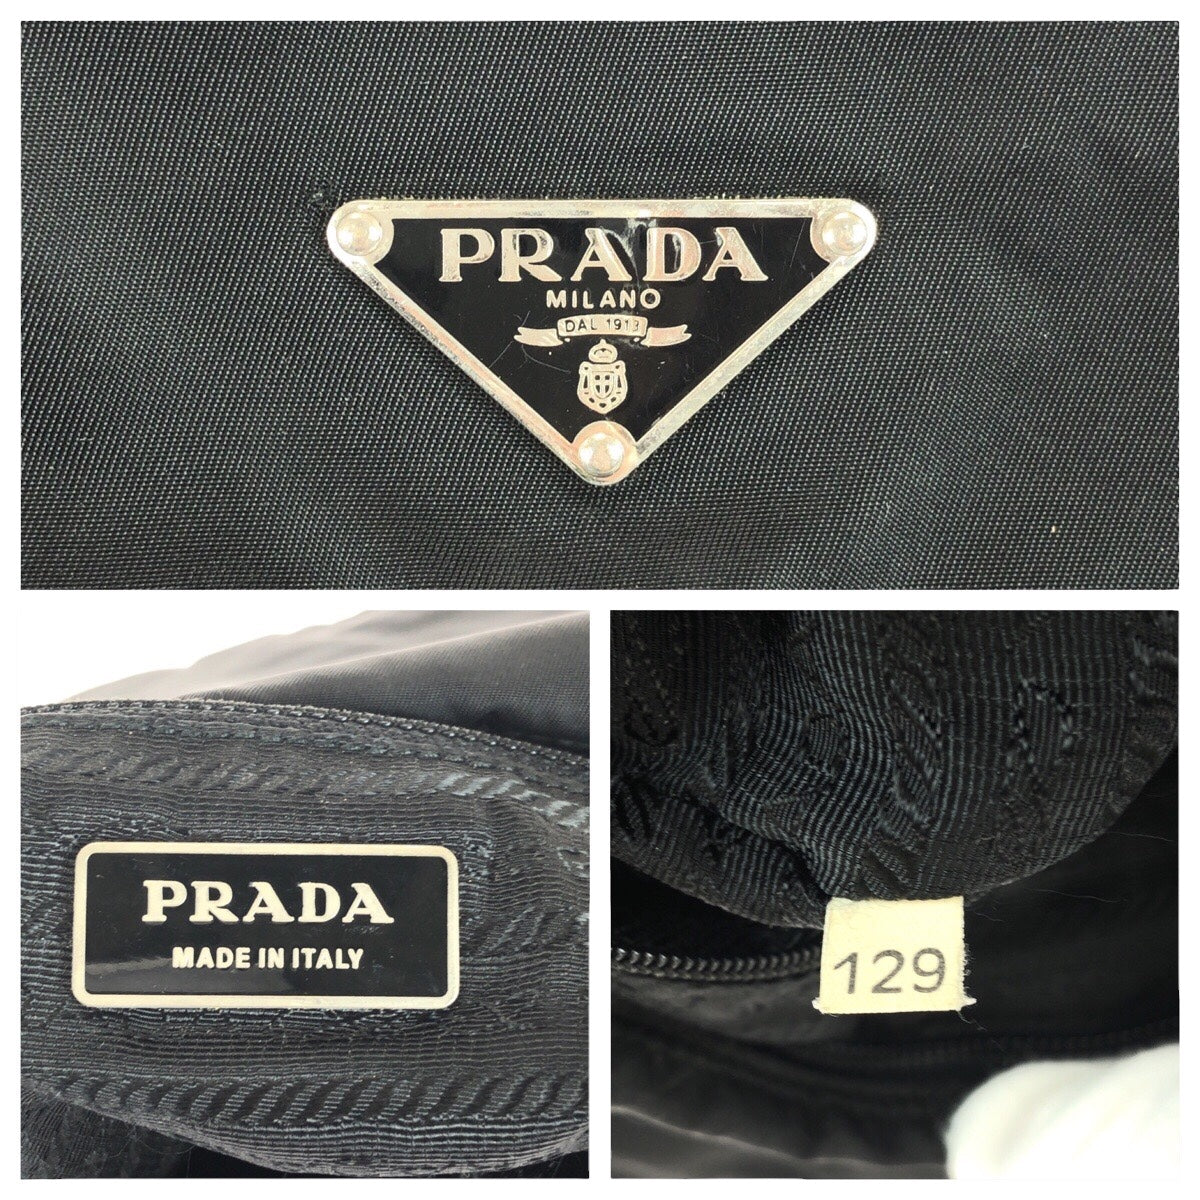 PRADA
MILANO
DAL 1913
PRADA
MADE IN ITALY
129